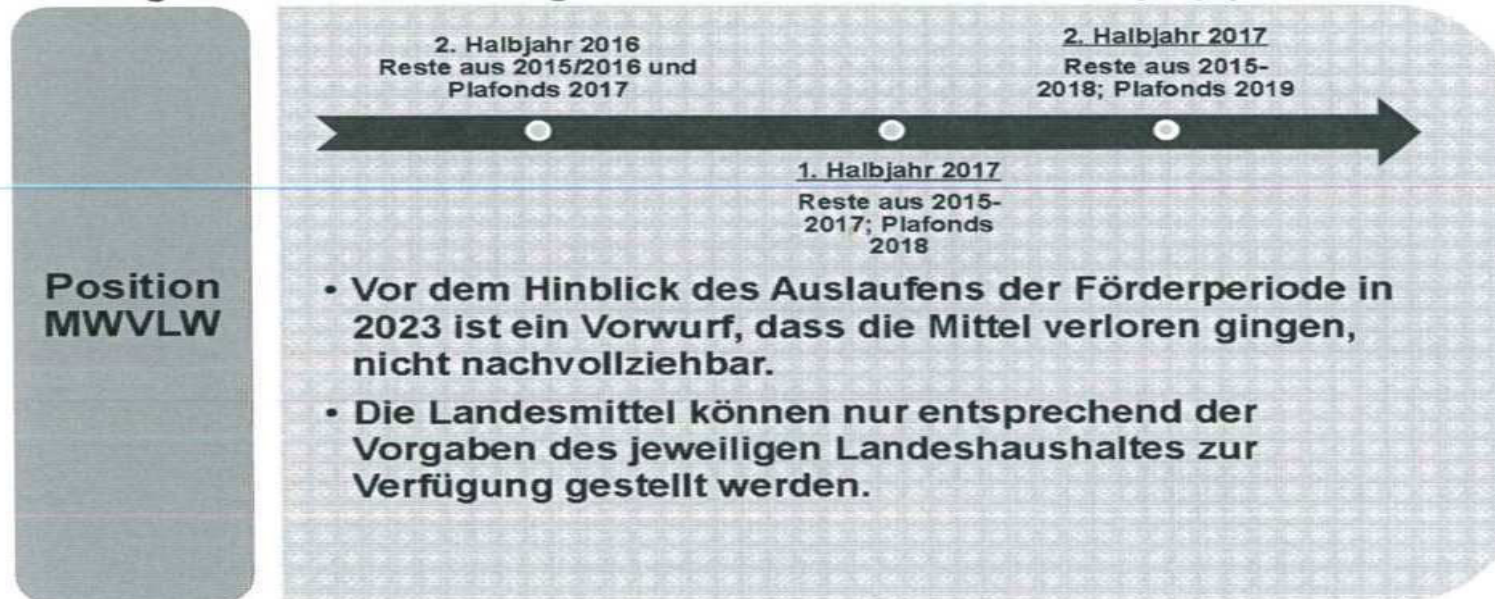 2. Halbjahr 2016
Reste aus 2015/2016 und
Plafonds 2017
2. Halbjahr 2017
Reste aus 2015-
2018; Plafonds 2019
1. Halbjahr 2017
Reste aus 2015-
2017; Plafonds
2018
Position
MWVLW
• Vor dem Hinblick des Auslaufens der Förderperiode in
2023 ist ein Vorwurf, dass die Mittel verloren gingen,
nicht nachvollziehbar.
• Die Landesmittel können nur entsprechend der
Vorgaben des jeweiligen Landeshaushaltes zur
Verfügung gestellt werden.